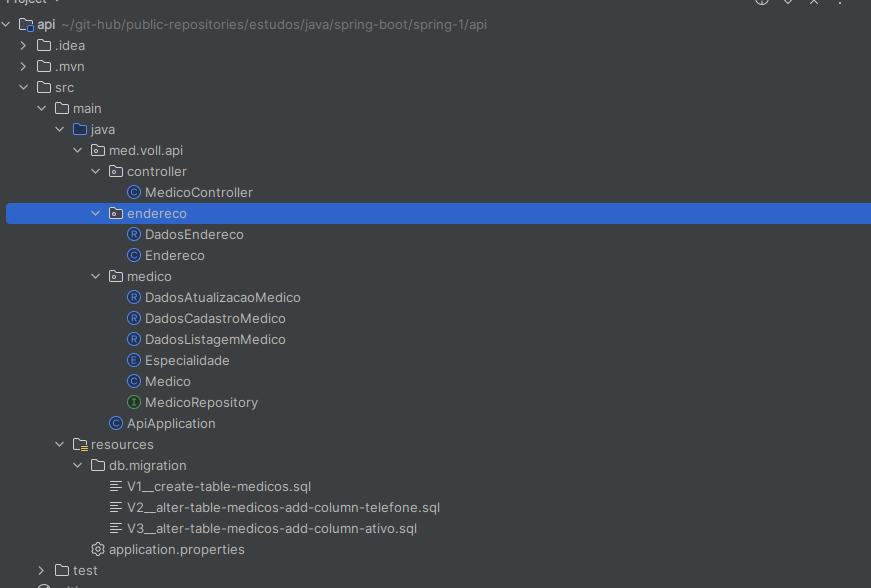 Project
api ~/git-hub/public-repositories/estudos/java/spring-boot/spring-1/api
.idea
.mvn
src
main
java
med.voll.api
controller
MedicoController
endereco
DadosEndereco
Endereco
medico
DadosAtualizacaoMedico
DadosCadastroMedico
DadosListagemMedico
Especialidade
Medico
MedicoRepository
ApiApplication
resources
db.migration
V1__create-table-medicos.sql
V2__alter-table-medicos-add-column-telefone.sql
V3__alter-table-medicos-add-column-ativo.sql
application.properties
test